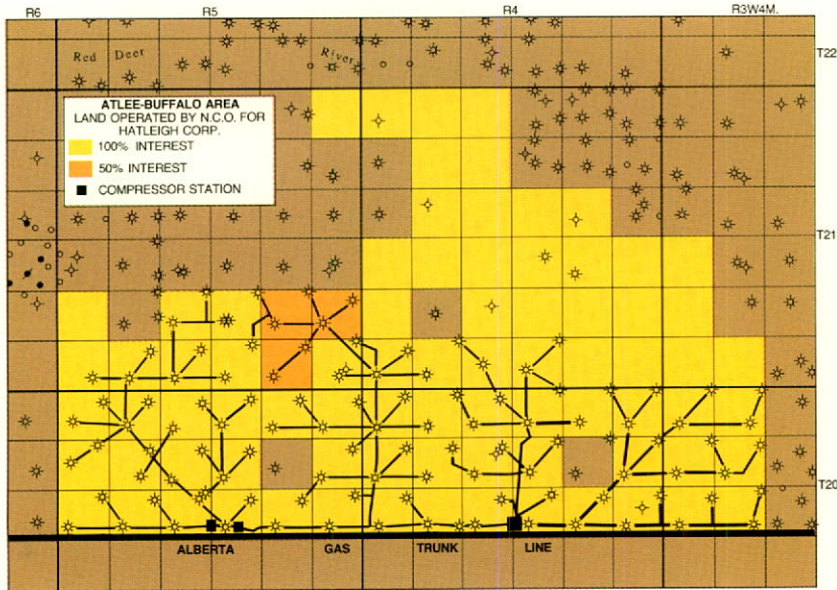 R6 R5 R4 R3W4M.
Red Deer River
T22
ATLEE-BUFFALO AREA
LAND OPERATED BY N.C.O. FOR
HATLEIGH CORP.
100% INTEREST
50% INTEREST
COMPRESSOR STATION
T21
T20
ALBERTA GAS TRUNK LINE